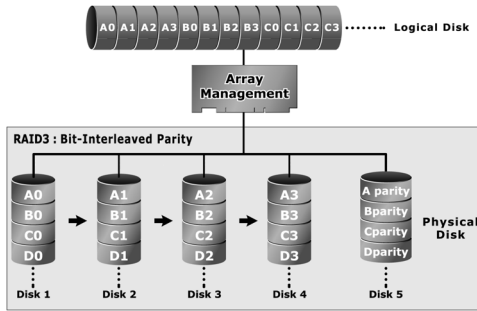 A0 A1 A2 A3 B0 B1 B2 B3 C0 C1 C2 C3 Logical Disk
Array
Management
RAID3 : Bit-Interleaved Parity
A0 A1 A2 A3 A parity
B0 B1 B2 B3 Bparity
C0 C1 C2 C3 Cparity
D0 D1 D2 D3 Dparity
Physical
Disk
Disk 1 Disk 2 Disk 3 Disk 4 Disk 5